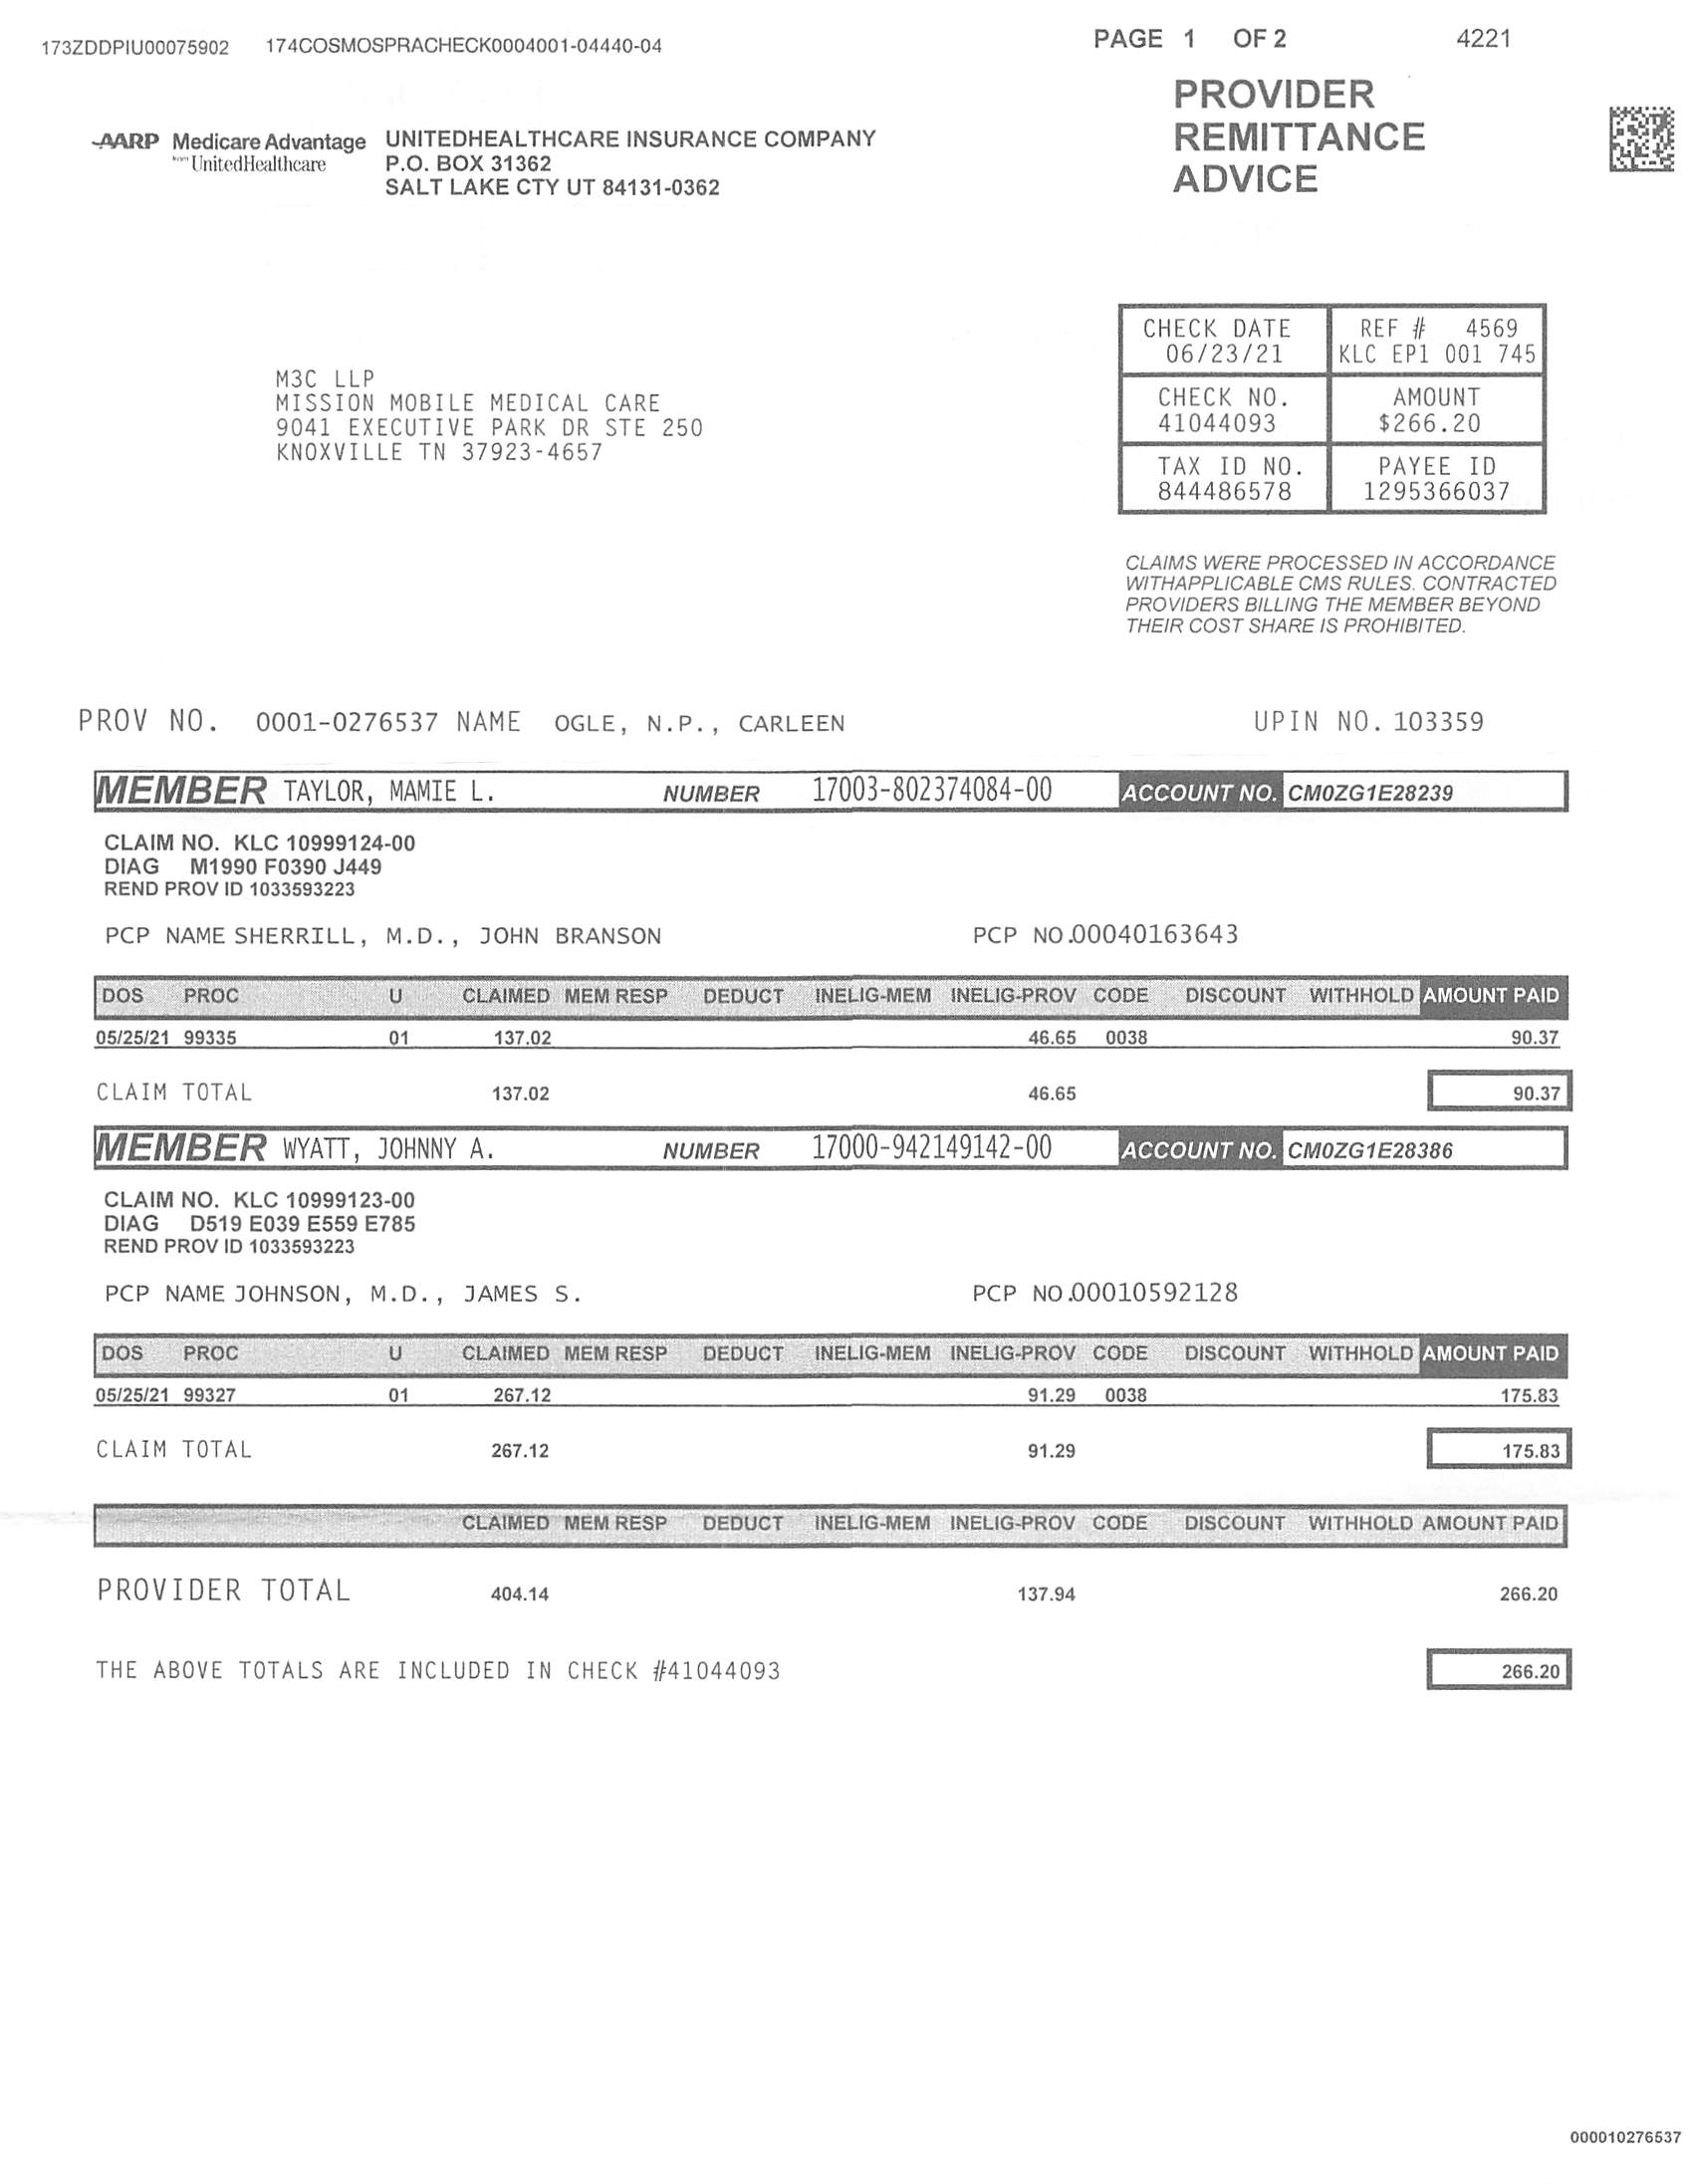 173ZDDPIU00075902 174COSMOSPRACHECK0004001-04440-04
PAGE 1 OF 2 4221
PROVIDER
REMITTANCE
ADVICE
AARP Medicare Advantage
from UnitedHealthcare
UNITEDHEALTHCARE INSURANCE COMPANY
P.O. BOX 31362
SALT LAKE CTY UT 84131-0362
M3C LLP
MISSION MOBILE MEDICAL CARE
9041 EXECUTIVE PARK DR STE 250
KNOXVILLE TN 37923-4657
CHECK DATE REF # 4569
06/23/21 KLC EP1 001 745
CHECK NO. AMOUNT
41044093 $266.20
TAX ID NO. PAYEE ID
844486578 1295366037
CLAIMS WERE PROCESSED IN ACCORDANCE
WITHAPPLICABLE CMS RULES. CONTRACTED
PROVIDERS BILLING THE MEMBER BEYOND
THEIR COST SHARE IS PROHIBITED.
PROV NO. 0001-0276537 NAME OGLE, N.P., CARLEEN UPIN NO. 103359
MEMBER TAYLOR, MAMIE L. NUMBER 17003-802374084-00 ACCOUNT NO. CM0ZG1E28239
CLAIM NO. KLC 10999124-00
DIAG M1990 F0390 J449
REND PROV ID 1033593223
PCP NAME SHERRILL, M.D., JOHN BRANSON PCP NO.00040163643
DOS PROC U CLAIMED MEM RESP DEDUCT INELIG-MEM INELIG-PROV CODE DISCOUNT WITHHOLD AMOUNT PAID
05/25/21 99335 01 137.02 46.65 0038 90.37
CLAIM TOTAL 137.02 46.65 90.37
MEMBER WYATT, JOHNNY A. NUMBER 17000-942149142-00 ACCOUNT NO. CM0ZG1E28386
CLAIM NO. KLC 10999123-00
DIAG D519 E039 E559 E785
REND PROV ID 1033593223
PCP NAME JOHNSON, M.D., JAMES S. PCP NO.00010592128
DOS PROC U CLAIMED MEM RESP DEDUCT INELIG-MEM INELIG-PROV CODE DISCOUNT WITHHOLD AMOUNT PAID
05/25/21 99327 01 267.12 91.29 0038 175.83
CLAIM TOTAL 267.12 91.29 175.83
CLAIMED MEM RESP DEDUCT INELIG-MEM INELIG-PROV CODE DISCOUNT WITHHOLD AMOUNT PAID
PROVIDER TOTAL 404.14 137.94 266.20
THE ABOVE TOTALS ARE INCLUDED IN CHECK #41044093 266.20
000010276537